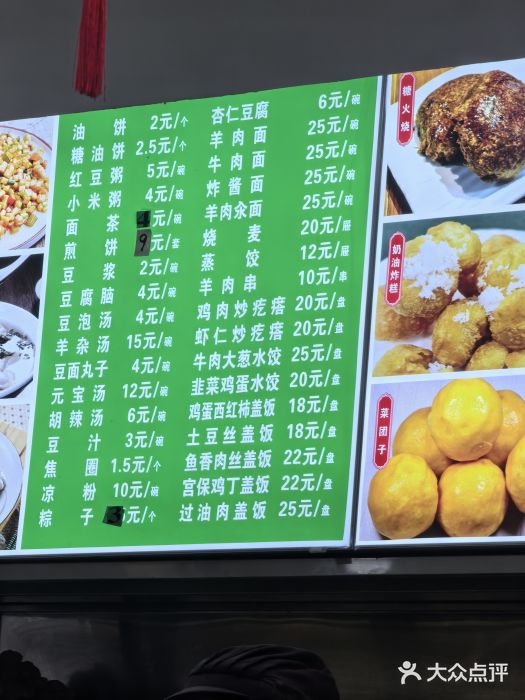 油饼 2元/个
糖油饼 2.5元/个
红豆粥 5元/碗
小米粥 4元/碗
面茶 4元/碗
煎饼 9元/套
豆浆 2元/碗
豆腐脑 4元/碗
豆泡汤 4元/碗
羊杂汤 15元/碗
豆面丸子 4元/碗
元宝汤 12元/碗
胡辣汤 6元/碗
豆汁 3元/碗
焦圈 1.5元/个
凉粉 10元/碗
粽子 3元/个
杏仁豆腐 6元/碗
羊肉面 25元/碗
牛肉面 25元/碗
炸酱面 25元/碗
羊肉汆面 25元/碗
烧麦 20元/屉
蒸饺 12元/屉
羊肉串 10元/串
鸡肉炒疙瘩 20元/盘
虾仁炒疙瘩 20元/盘
牛肉大葱水饺 25元/盘
韭菜鸡蛋水饺 20元/盘
鸡蛋西红柿盖饭 18元/盘
土豆丝盖饭 18元/盘
鱼香肉丝盖饭 22元/盘
宫保鸡丁盖饭 22元/盘
过油肉盖饭 25元/盘
糖火烧
奶油炸糕
菜团子
大众点评